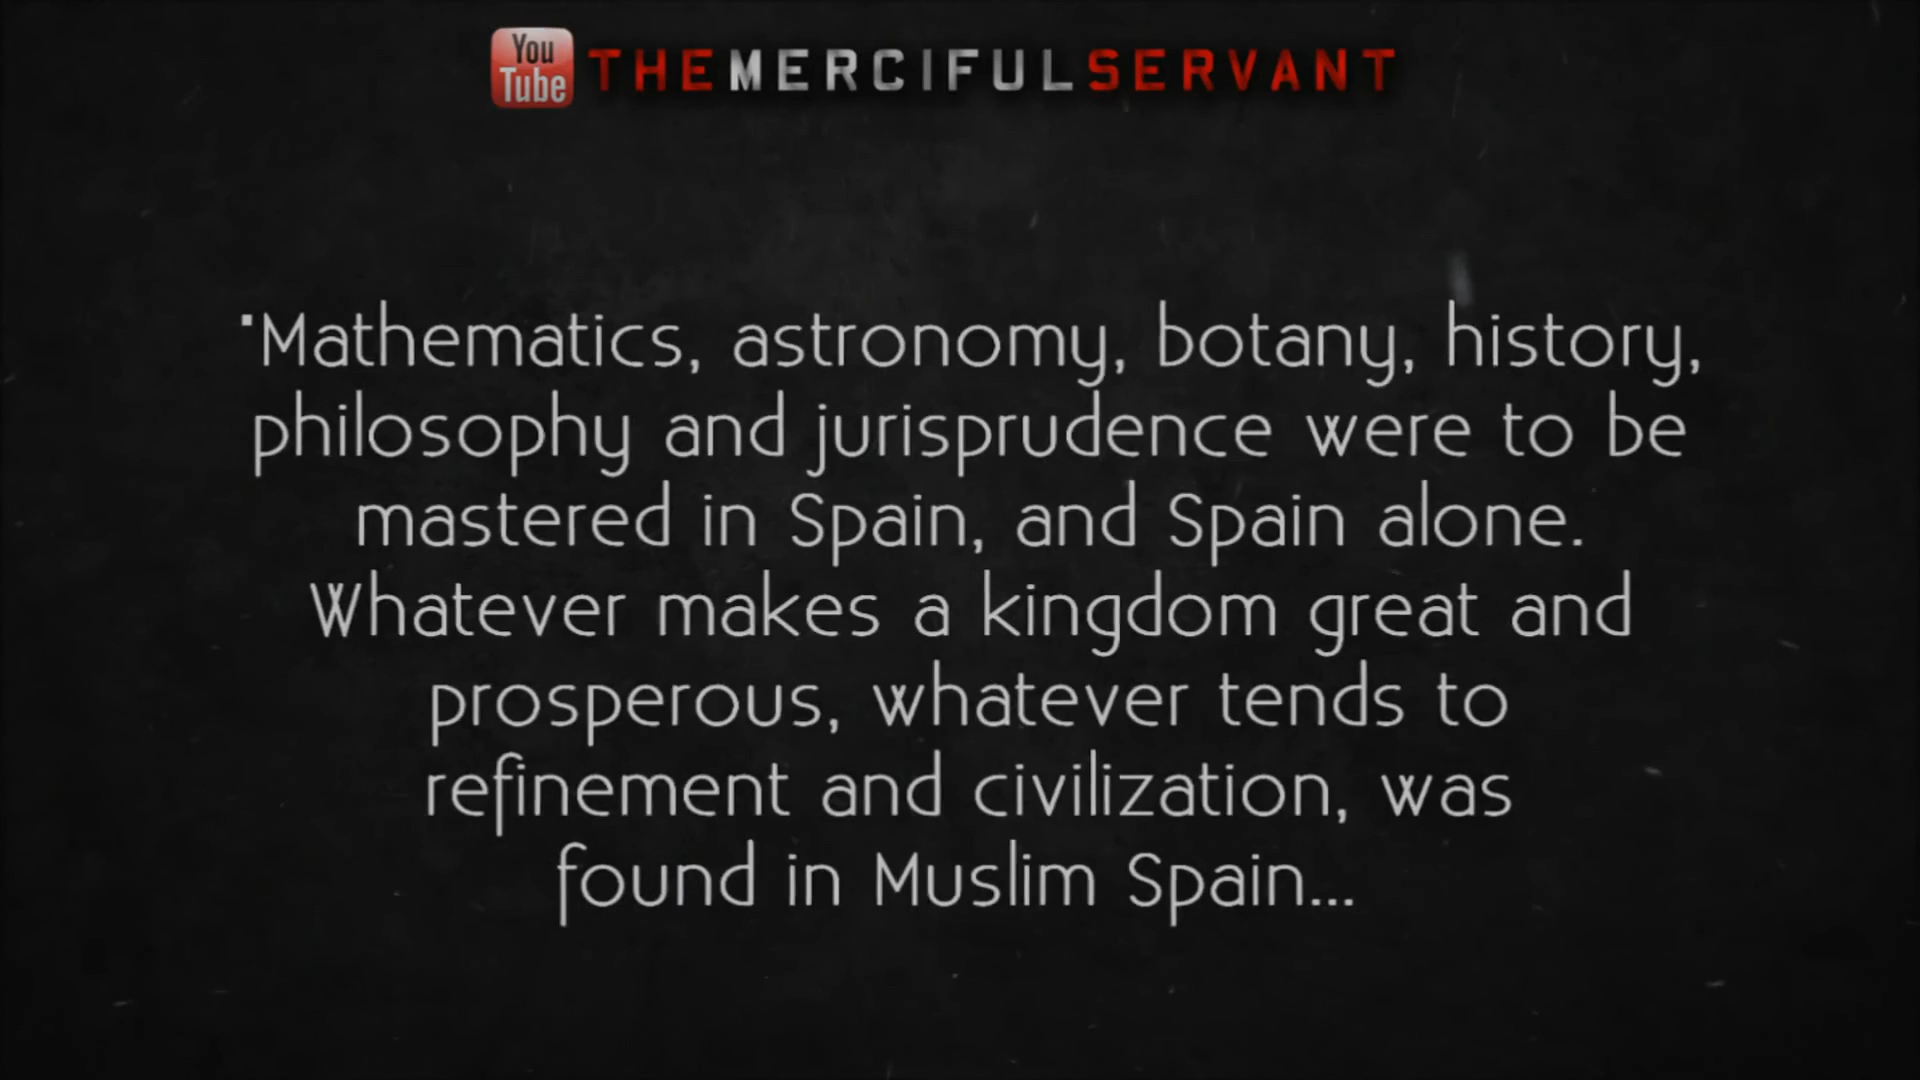 You
Tube
THEMERCIFULSERVANT
"Mathematics, astronomy, botany, history,
philosophy and jurisprudence were to be
mastered in Spain, and Spain alone.
Whatever makes a kingdom great and
prosperous, whatever tends to
refinement and civilization, was
found in Muslim Spain...